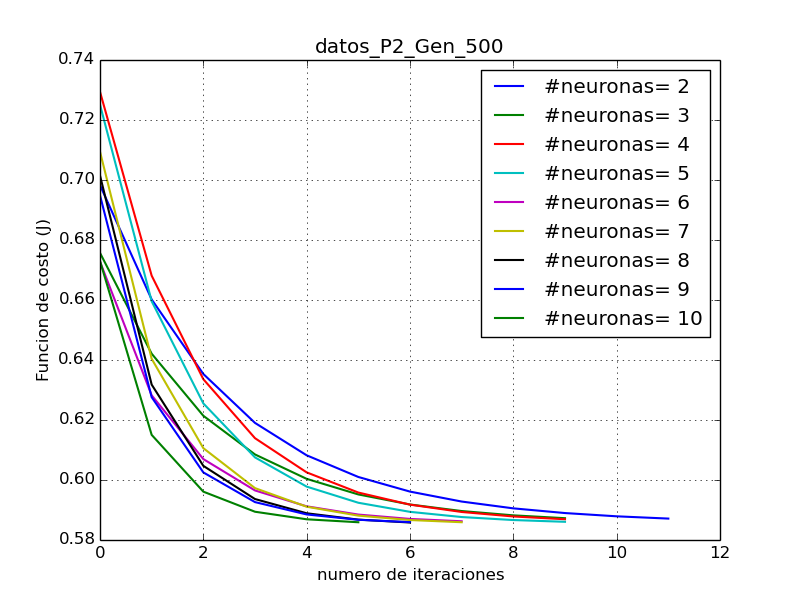 datos_P2_Gen_500
0.74
0.72
0.70
0.68
0.66
0.64
0.62
0.60
0.58
Funcion de costo (J)
#neuronas= 2
#neuronas= 3
#neuronas= 4
#neuronas= 5
#neuronas= 6
#neuronas= 7
#neuronas= 8
#neuronas= 9
#neuronas= 10
0 2 4 6 8 10 12
numero de iteraciones